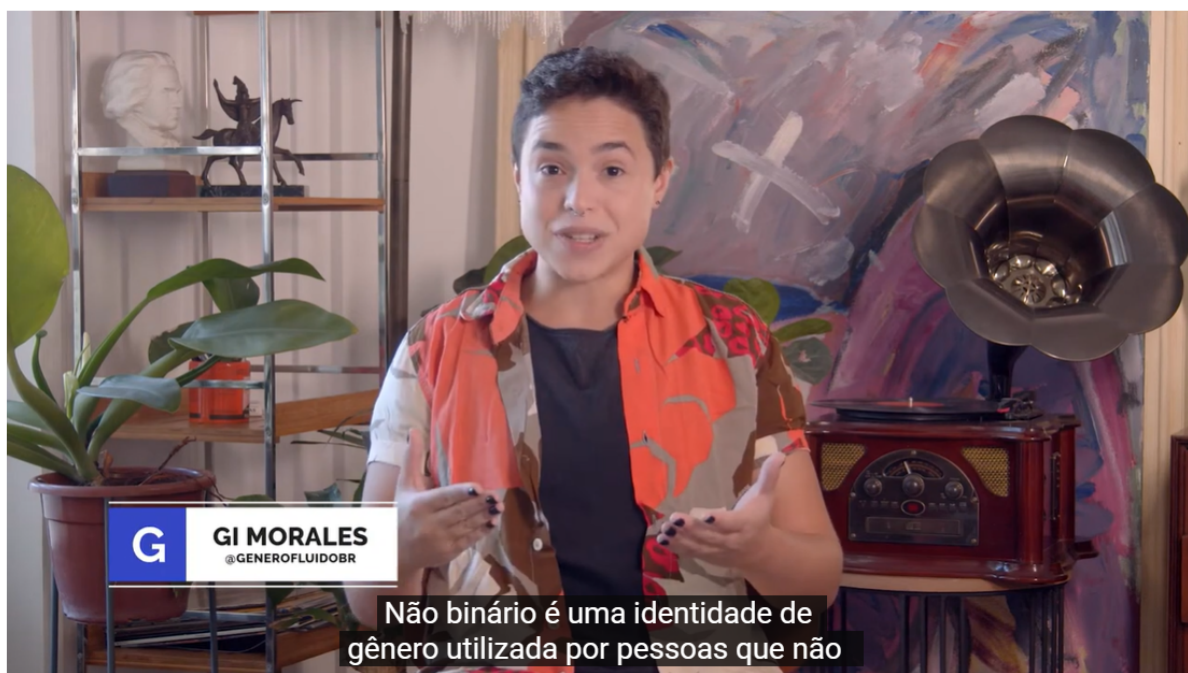 G
GI MORALES
@GENEROFLUIDOBR
Não binário é uma identidade de
gênero utilizada por pessoas que não